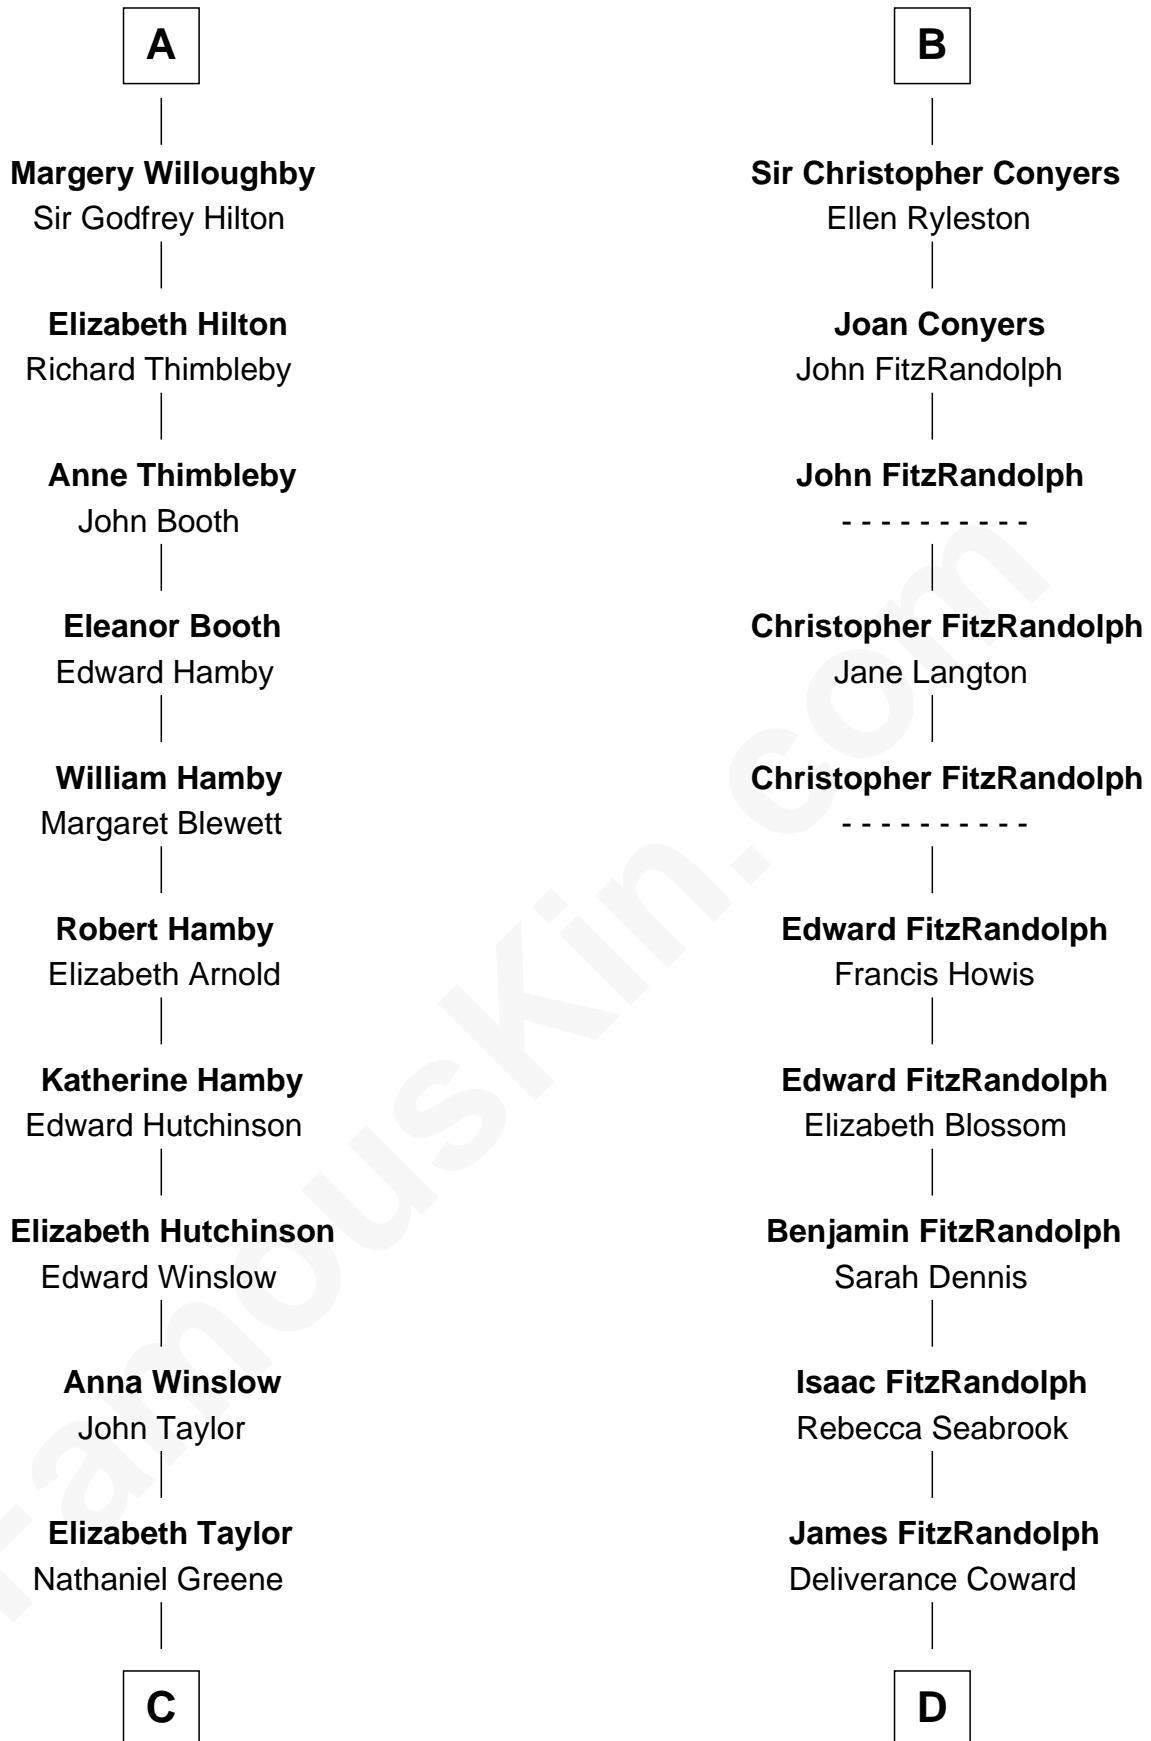 A
Margery Willoughby
Sir Godfrey Hilton
Elizabeth Hilton
Richard Thimbleby
Anne Thimbleby
John Booth
Eleanor Booth
Edward Hamby
William Hamby
Margaret Blewett
Robert Hamby
Elizabeth Arnold
Katherine Hamby
Edward Hutchinson
Elizabeth Hutchinson
Edward Winslow
Anna Winslow
John Taylor
Elizabeth Taylor
Nathaniel Greene
C
B
Sir Christopher Conyers
Ellen Ryleston
Joan Conyers
John FitzRandolph
John FitzRandolph
- - - - - - - - - -
Christopher FitzRandolph
Jane Langton
Christopher FitzRandolph
- - - - - - - - - -
Edward FitzRandolph
Francis Howis
Edward FitzRandolph
Elizabeth Blossom
Benjamin FitzRandolph
Sarah Dennis
Isaac FitzRandolph
Rebecca Seabrook
James FitzRandolph
Deliverance Coward
D
FamousKin.com